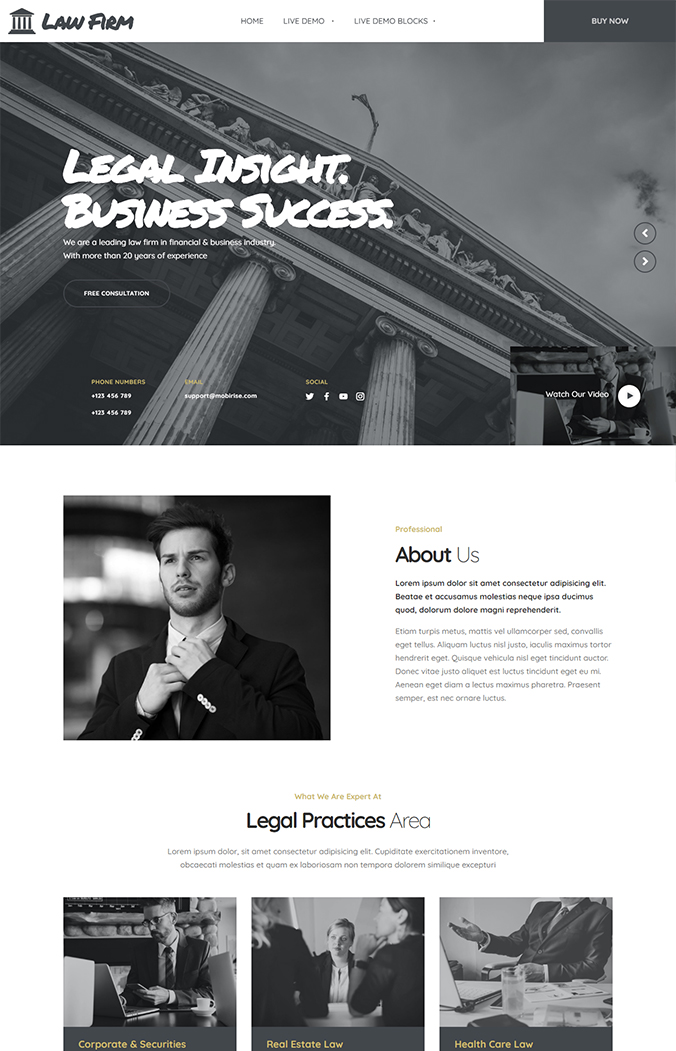 Law Firm
HOME
LIVE DEMO
LIVE DEMO BLOCKS
BUY NOW
Legal Insight.
Business Success.
We are a leading law firm in financial & business industry.
With more than 20 years of experience
FREE CONSULTATION
PHONE NUMBERS
+123 456 789
+123 456 789
EMAIL
support@mobirise.com
SOCIAL
Watch Our Video
Professional
About Us
Lorem ipsum dolor sit amet consectetur adipisicing elit.
Beatae et accusamus molestias neque ipsa ducimus
quod, dolorum dolore magni reprehenderit.
Etiam turpis metus, mattis vel ullamcorper sed, convallis
eget tellus. Aliquam luctus nisl justo, iaculis maximus tortor
hendrerit eget. Quisque vehicula nisl eget tincidunt auctor.
Donec vitae justo aliquet est luctus tincidunt eget eu mi.
Aenean eget diam a lectus maximus pharetra. Praesent
semper, est nec ornare luctus.
What We Are Expert At
Legal Practices Area
Lorem ipsum dolor, sit amet consectetur adipisicing elit. Cupiditate exercitationem inventore,
obcaecati molestias et quam ex laboriosam non tempora dolorem similique excepturi
Corporate & Securities
Real Estate Law
Health Care Law